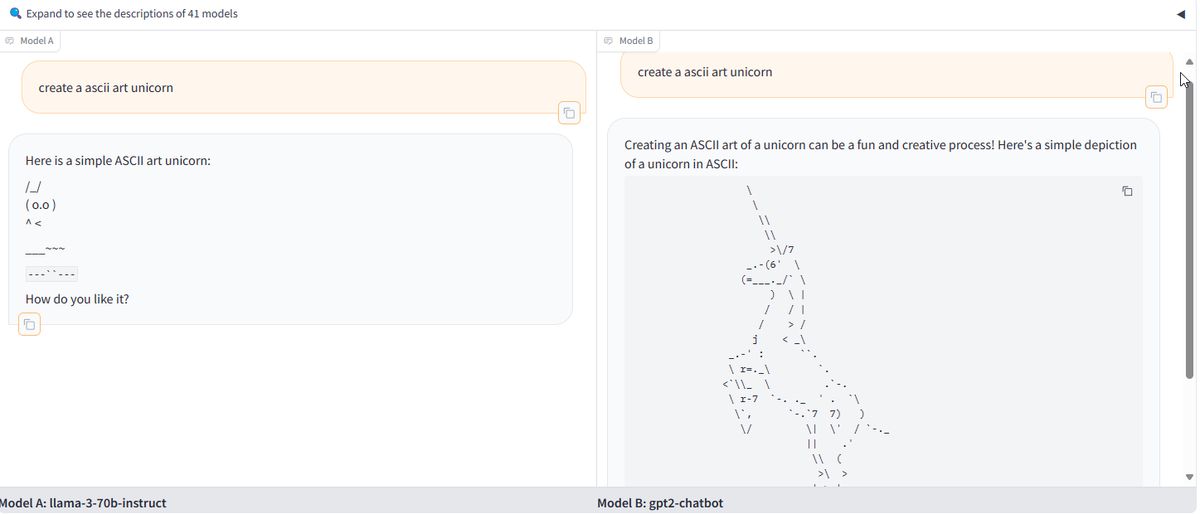 🔍 Expand to see the descriptions of 41 models
Model A
create a ascii art unicorn
Here is a simple ASCII art unicorn:
/_/
( o.o )
^ <
___~~~
---``---
How do you like it?
Model B
create a ascii art unicorn
Creating an ASCII art of a unicorn can be a fun and creative process! Here's a simple depiction
of a unicorn in ASCII:
\
\
\\
\\
>\/7
_.-(6'  \
(=___._/` \
)  \ |
/   / |
/    > /
j    < _\
_.-' :      ``.
\ r=._\        `.
<`\\_  \         .`-.
\ r-7  `-. ._  ' .  `\
\`,      `-.`7  7)   )
\/         \|  \'  / `-._
||    .'
\\  (
>\  >
Model A: llama-3-70b-instruct
Model B: gpt2-chatbot